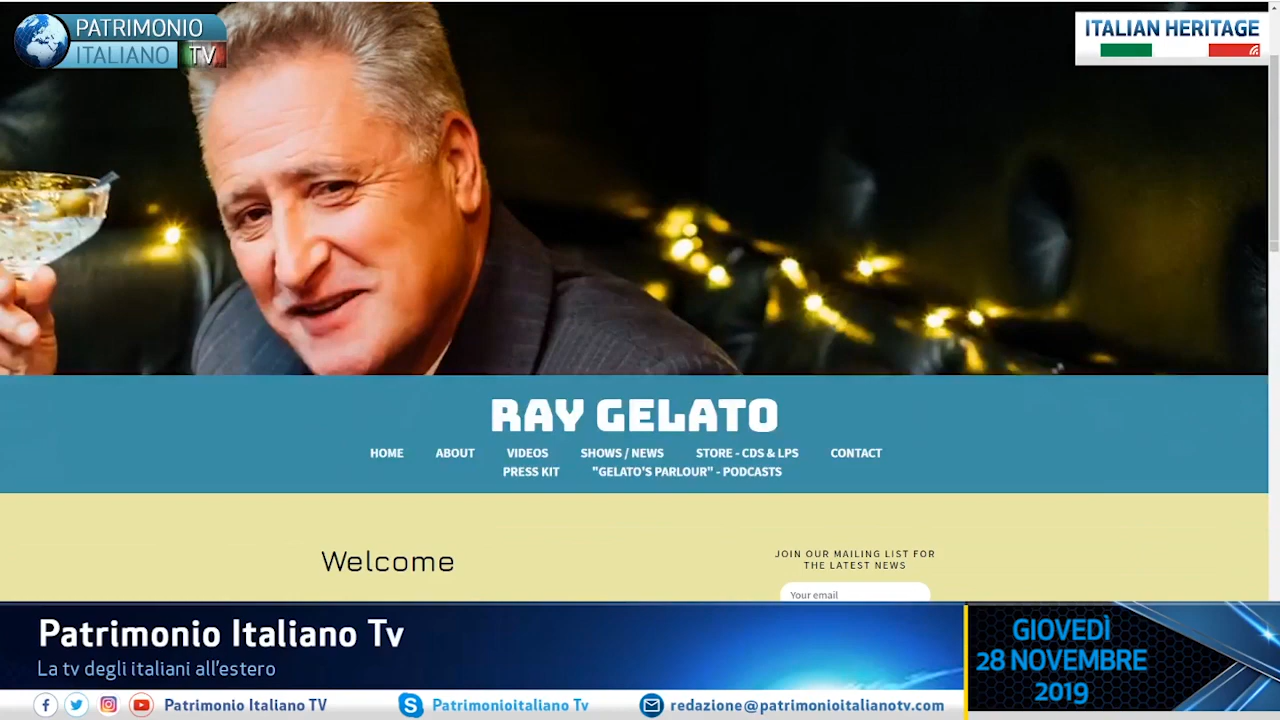 PATRIMONIO
ITALIANO TV
ITALIAN HERITAGE
RAY GELATO
HOME ABOUT VIDEOS SHOWS / NEWS STORE - CDS & LPS CONTACT
PRESS KIT "GELATO'S PARLOUR" - PODCASTS
Welcome
JOIN OUR MAILING LIST FOR
THE LATEST NEWS
Your email
Patrimonio Italiano Tv
La tv degli italiani all'estero
GIOVEDÌ
28 NOVEMBRE
2019
Patrimonio Italiano TV Patrimonioitaliano Tv redazione@patrimonioitalianotv.com